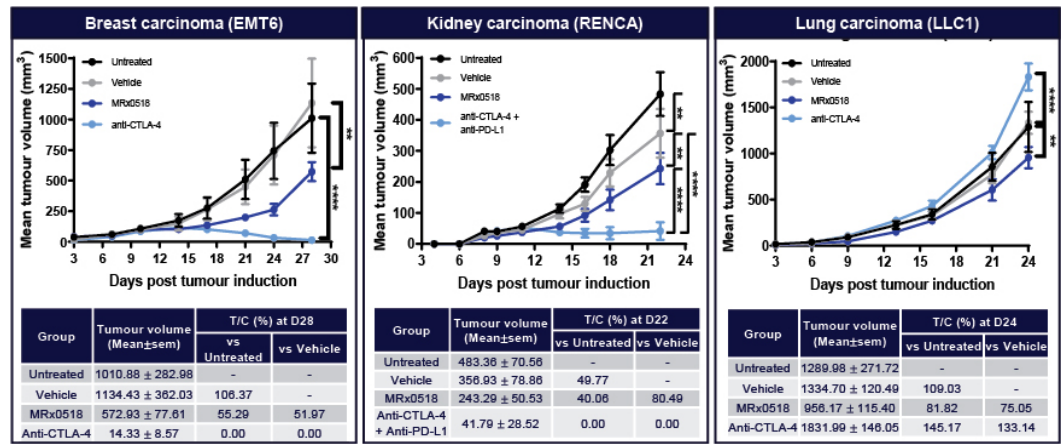 Breast carcinoma (EMT6)
Mean tumour volume (mm³)
1500
1250
1000
750
500
250
0
Untreated
Vehicle
MRx0518
anti-CTLA-4
**
****
3 6 9 12 15 18 21 24 27 30
Days post tumour induction
Group Tumour volume (Mean±sem) T/C (%) at D28
vs Untreated vs Vehicle
Untreated 1010.88 ± 282.98 - -
Vehicle 1134.43 ± 362.03 106.37 -
MRx0518 572.93 ± 77.61 55.29 51.97
Anti-CTLA-4 14.33 ± 8.57 0.00 0.00
Kidney carcinoma (RENCA)
Mean tumour volume (mm³)
600
500
400
300
200
100
0
Untreated
Vehicle
MRx0518
anti-CTLA-4 +
anti-PD-L1
**
**
****
****
3 6 9 12 15 18 21 24
Days post tumour induction
Group Tumour volume (Mean±sem) T/C (%) at D22
vs Untreated vs Vehicle
Untreated 483.36 ± 70.56 - -
Vehicle 356.93 ± 78.86 49.77 -
MRx0518 243.29 ± 50.53 40.06 80.49
Anti-CTLA-4
+ Anti-PD-L1 41.79 ± 28.52 0.00 0.00
Lung carcinoma (LLC1)
Mean tumour volume (mm³)
2000
1500
1000
500
0
Untreated
Vehicle
MRx0518
anti-CTLA-4
****
**
3 6 9 12 15 18 21 24
Days post tumour induction
Group Tumour volume (Mean±sem) T/C (%) at D24
vs Untreated vs Vehicle
Untreated 1289.98 ± 271.72 - -
Vehicle 1334.70 ± 120.49 109.03 -
MRx0518 956.17 ± 115.40 81.82 75.05
Anti-CTLA-4 1831.99 ± 146.05 145.17 133.14